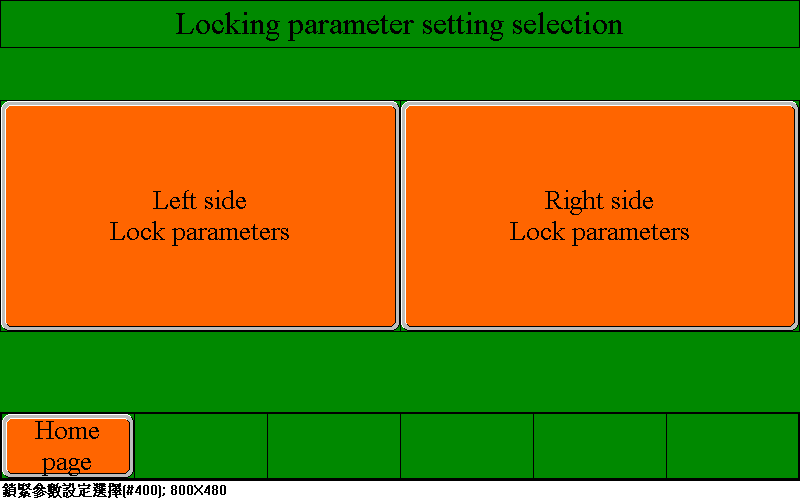 Locking parameter setting selection
Left side
Lock parameters
Right side
Lock parameters
Home
page
鎖緊参數設定選擇(#400); 800X480